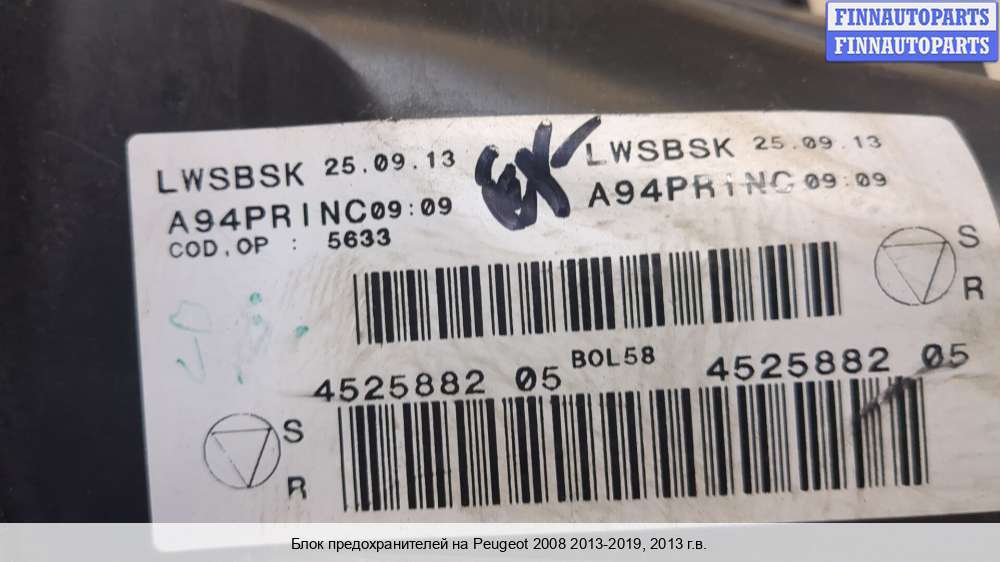 FINNAUTOPARTS
FINNAUTOPARTS
LWSBSK 25.09.13
LWSBSK 25.09.13
A94PRINC09:09
A94PRiNC09:09
COD.OP : 5633
S
R
BOL58
4525882 05
4525882 05
S
R
Блок предохранителей на Peugeot 2008 2013-2019, 2013 г.в.